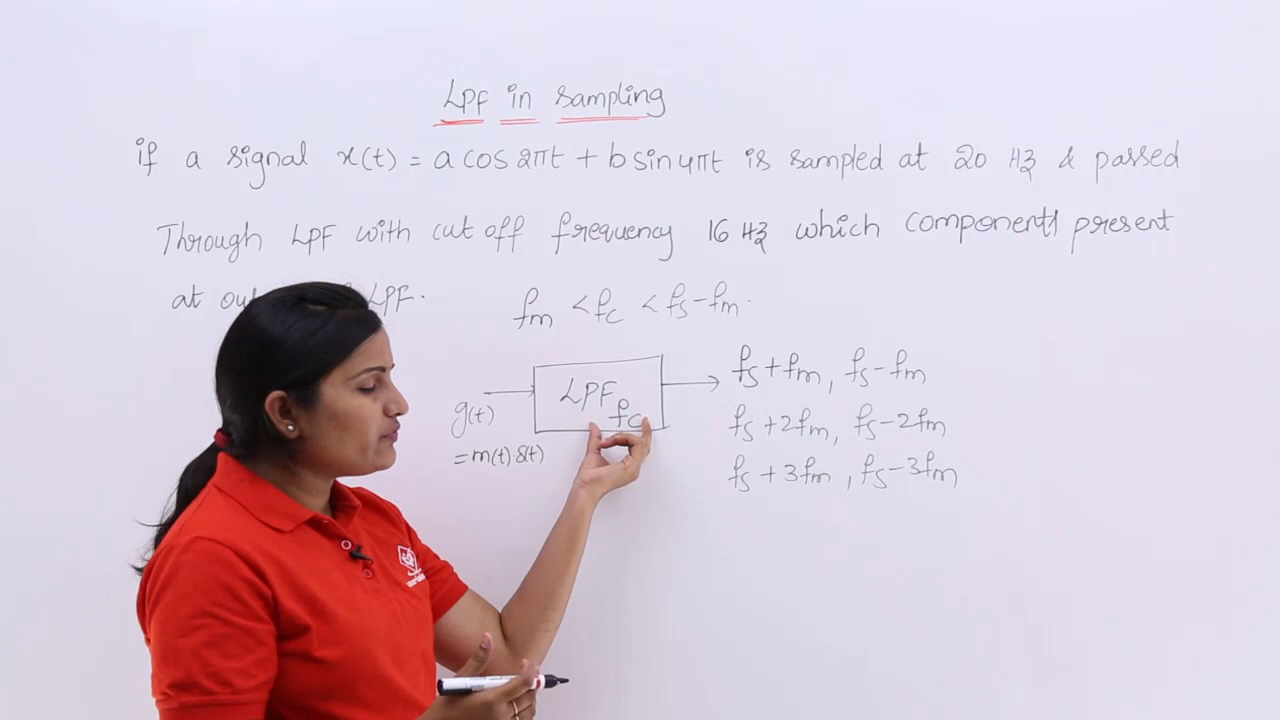 LPF in sampling
if a signal x(t) = a cos 2πt + b sin 4πt is sampled at 20 Hz & passed
Through LPF with cut off frequency 16 Hz which components present
at LPF.
fm < fc < fs - fm.
g(t)
= m(t)·δ(t)
LPF fc
fs + fm, fs - fm
fs + 2fm, fs - 2fm
fs + 3fm, fs - 3fm